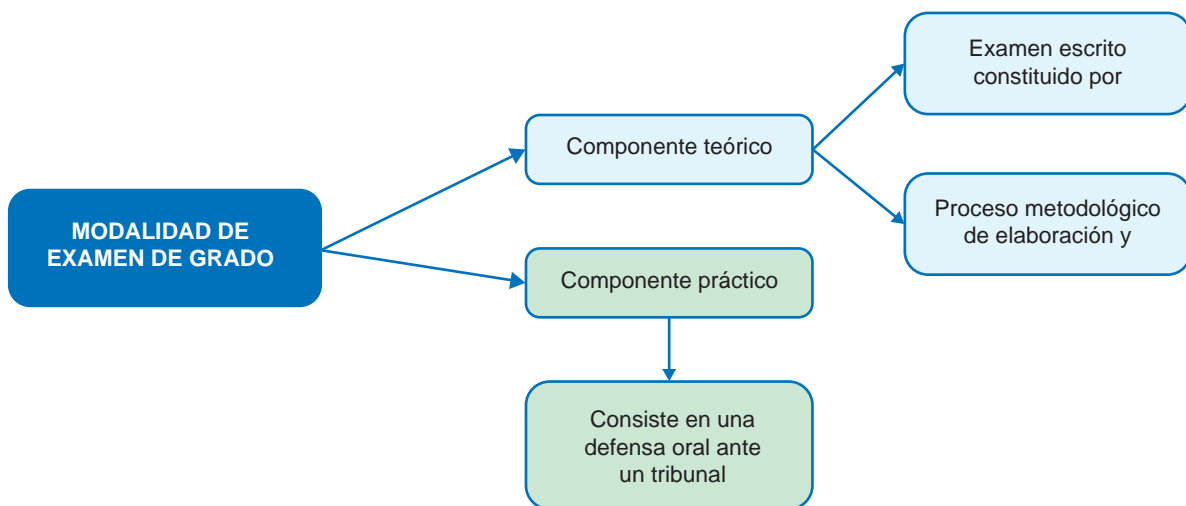 MODALIDAD DE
EXAMEN DE GRADO
Componente teórico
Examen escrito
constituido por
Proceso metodológico
de elaboración y
Componente práctico
Consiste en una
defensa oral ante
un tribunal